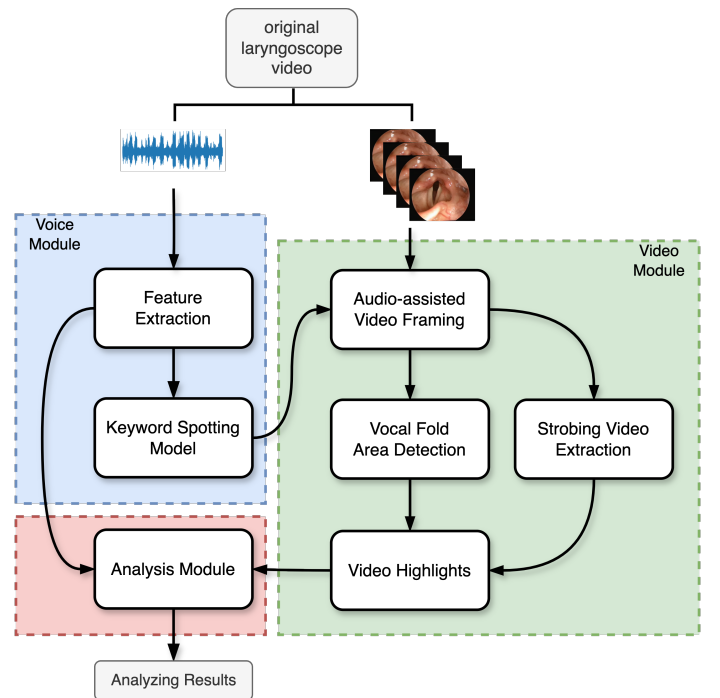 original
laryngoscope
video
Voice
Module
Video
Module
Feature
Extraction
Audio-assisted
Video Framing
Keyword Spotting
Model
Vocal Fold
Area Detection
Strobing Video
Extraction
Analysis Module
Video Highlights
Analyzing Results